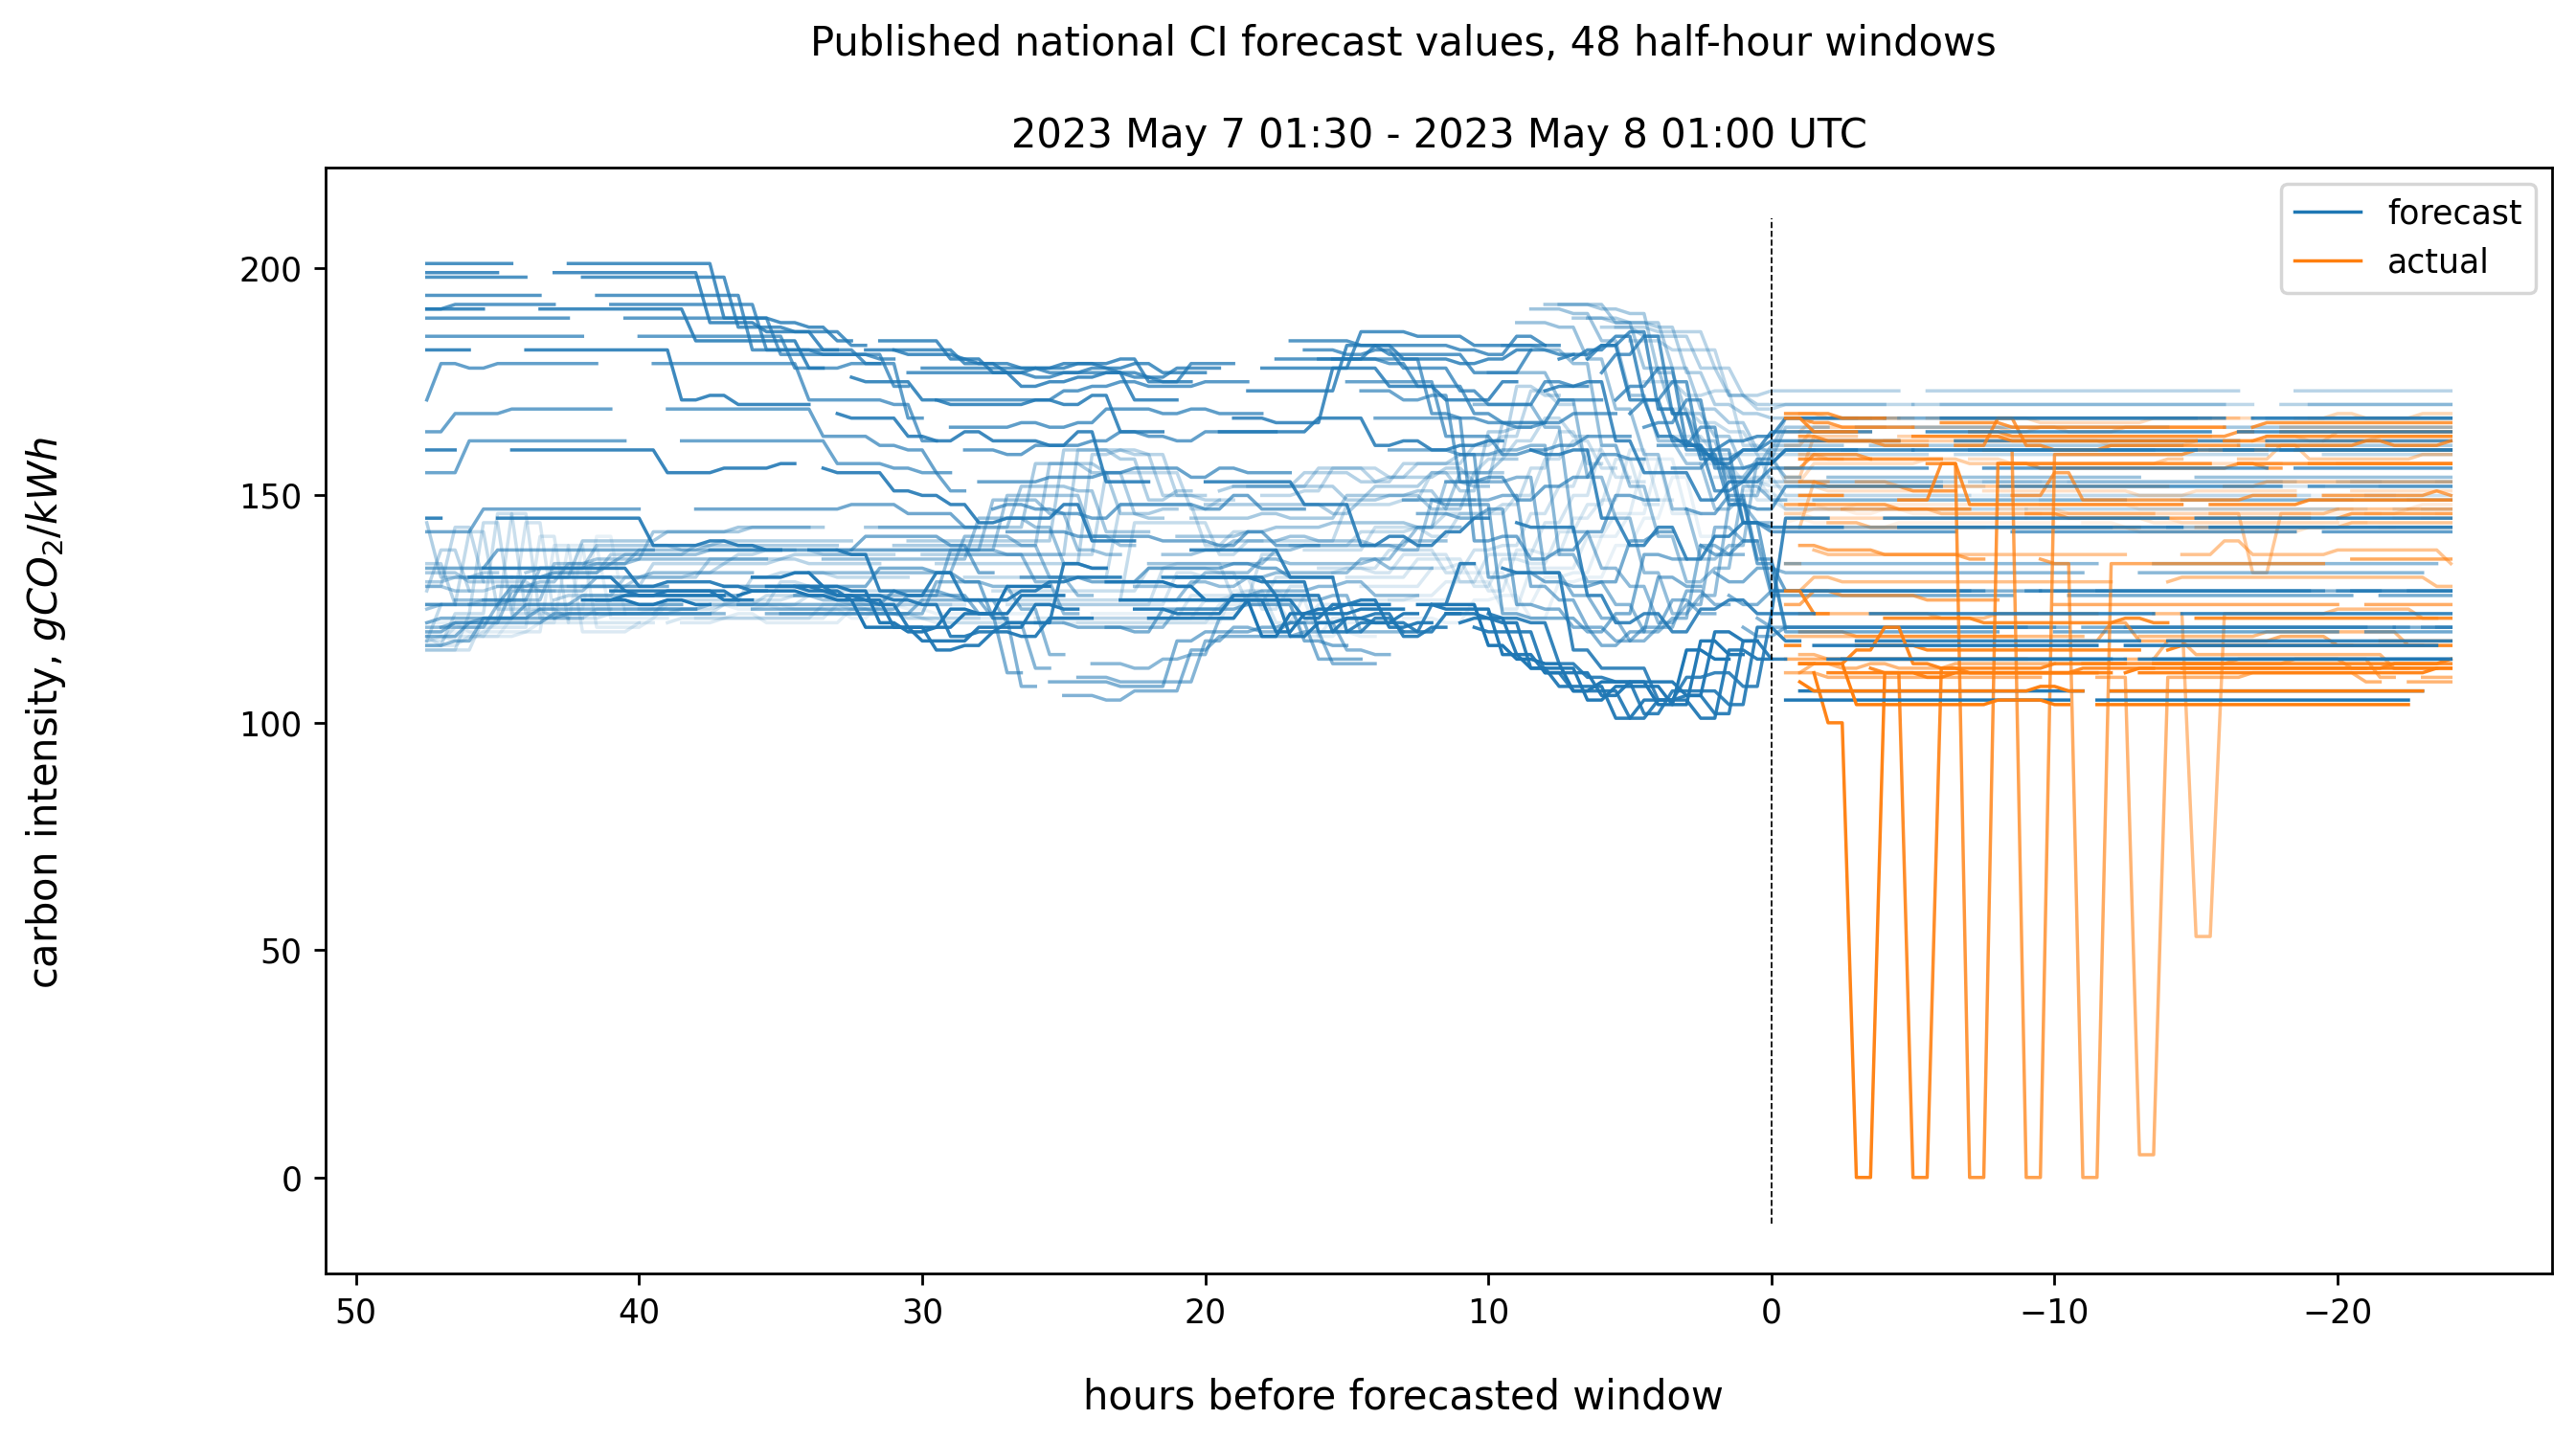 Published national CI forecast values, 48 half-hour windows
2023 May 7 01:30 - 2023 May 8 01:00 UTC
forecast
actual
200
150
100
50
0
carbon intensity, gCO₂/kWh
50 40 30 20 10 0 −10 −20
hours before forecasted window